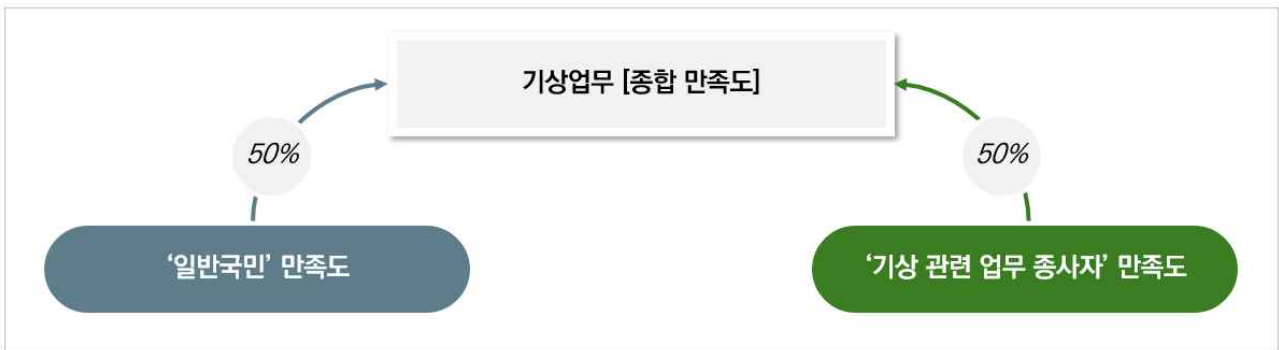 기상업무 [종합 만족도]
50%
50%
‘일반국민’ 만족도
‘기상 관련 업무 종사자’ 만족도